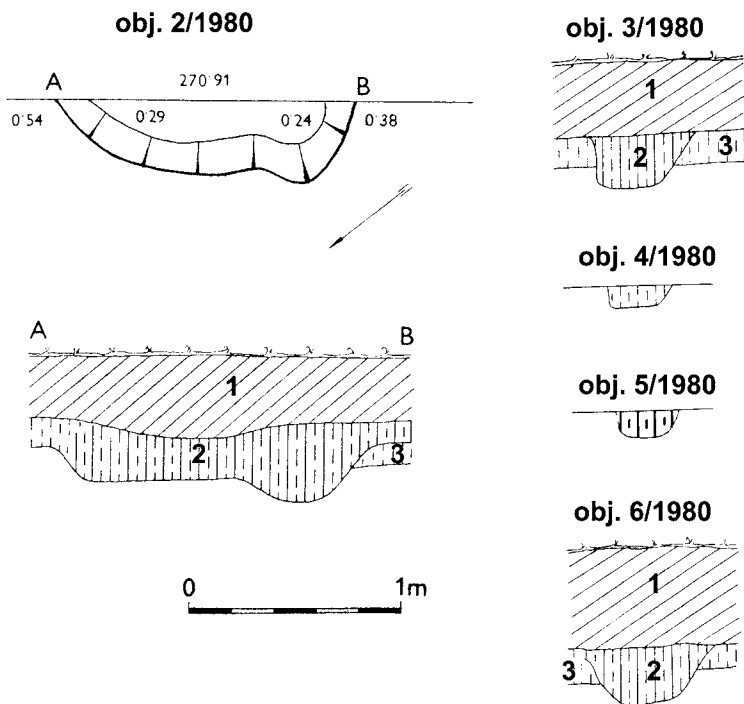 obj. 2/1980
A 270·91 B
0·54 0·29 0·24 0·38
A B
1
2
3
0 1m
obj. 3/1980
1
2 3
obj. 4/1980
obj. 5/1980
obj. 6/1980
1
3 2